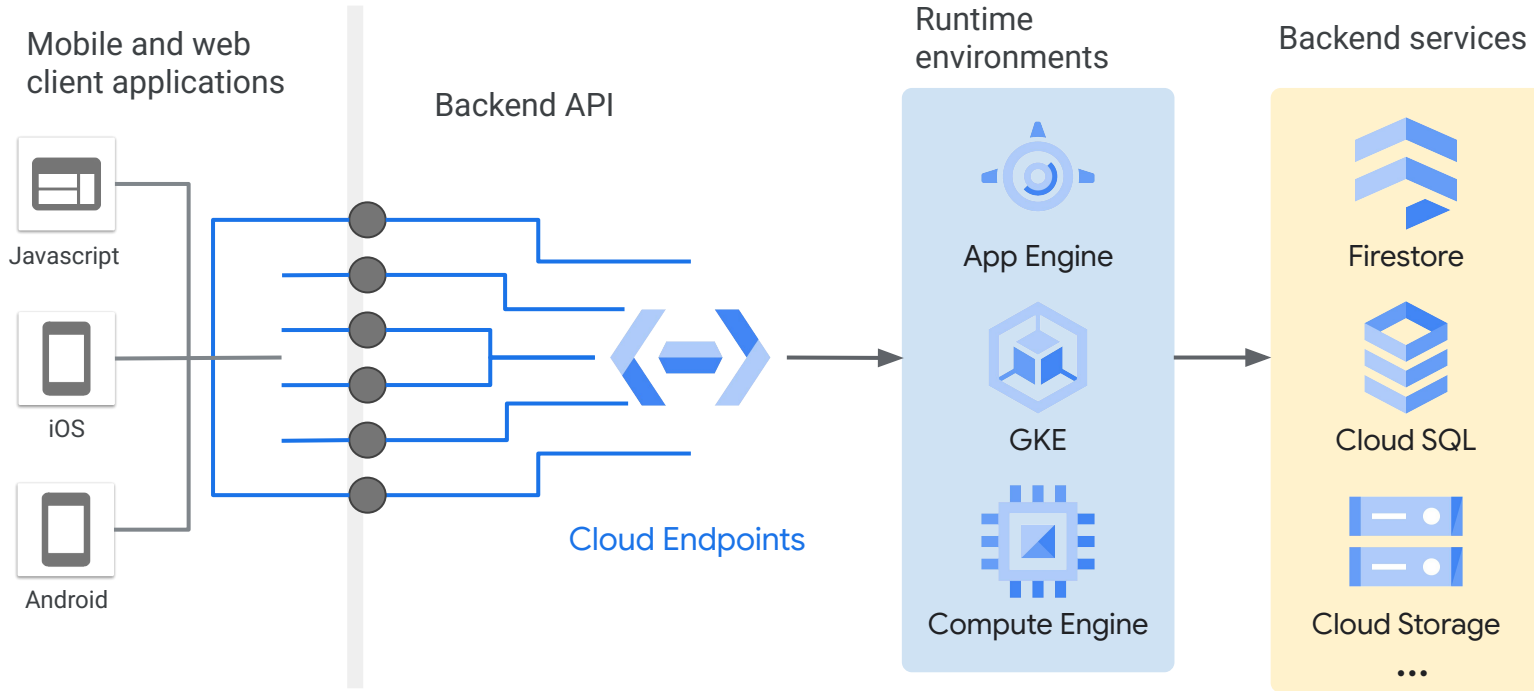 Mobile and web
client applications
Javascript
iOS
Android
Backend API
Cloud Endpoints
Runtime
environments
App Engine
GKE
Compute Engine
Backend services
Firestore
Cloud SQL
Cloud Storage
...